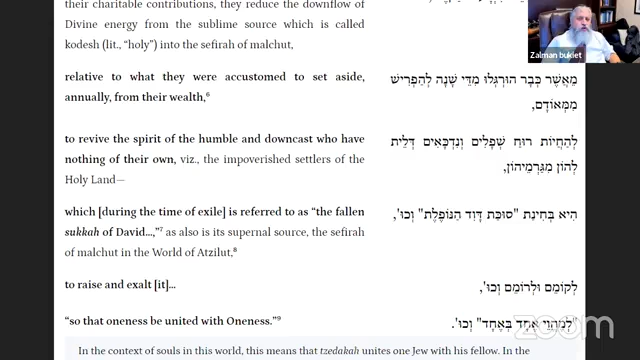 their charitable contributions, they reduce the downflow of
Divine energy from the sublime source which is called
kodesh (lit., “holy”) into the sefirah of malchut,
relative to what they were accustomed to set aside,
annually, from their wealth,⁶
מֵאֲשֶׁר כְּבָר הוּרְגְּלוּ מִדֵּי שָׁנָה לְהַפְרִישׁ
מִמְּאוֹדָם,
to revive the spirit of the humble and downcast who have
nothing of their own, viz., the impoverished settlers of the
Holy Land—
לְהַחֲיוֹת רוּחַ שְׁפָלִים וְנִדְכָּאִים דְּלֵית
לְהוֹן מִגַּרְמֵיהוֹן,
which [during the time of exile] is referred to as “the fallen
sukkah of David...,”⁷ as also is its supernal source, the sefirah
of malchut in the World of Atzilut,⁸
הִיא בְּחִינַת "סוּכַּת דָּוִד הַנּוֹפֶלֶת" וְכוּ',
to raise and exalt [it]...
לְקוֹמֵם וּלְרוֹמֵם וְכוּ',
“so that oneness be united with Oneness.”⁹
"לְמֶהֱוֵי אֶחָד בְּאֶחָד" וְכוּ'.
In the context of souls in this world, this means that tzedakah unites one Jew with his fellow. In the
Zalman bukiet
zoom